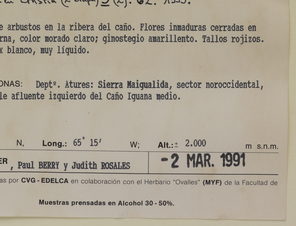 e arbustos en la ribera del caño. Flores inmaduras cerradas en
rna, color morado claro; ginostegio amarillento. Tallos rojizos.
x blanco, muy líquido.
ONAS: Deptº. Atures: Sierra Maigualida, sector noroccidental,
le afluente izquierdo del Caño Iguana medio.
N, Long.: 65° 15' W; Alt.: ± 2.000 m s.n.m.
ER , Paul BERRY y Judith ROSALES -2 MAR. 1991
as por CVG - EDELCA en colaboración con el Herbario "Ovalles" (MYF) de la Facultad de
Muestras prensadas en Alcohol 30 - 50%.